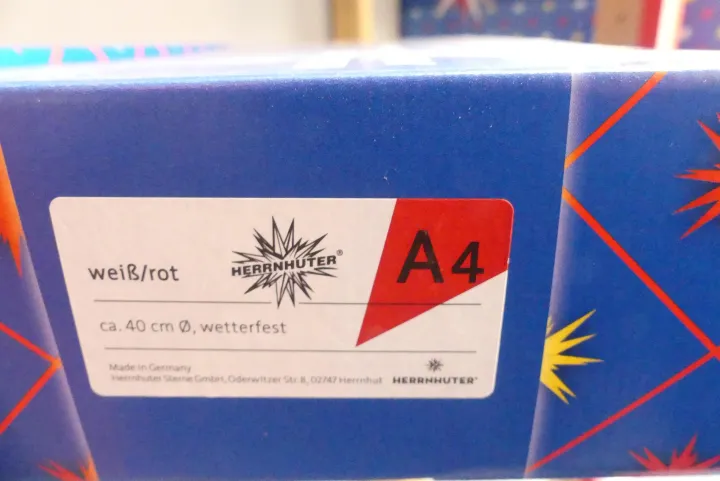 weiß/rot
HERRNHUTER®
A4
ca. 40 cm Ø, wetterfest
Made in Germany
Herrnhuter Sterne GmbH, Oderwitzer Str. 8, 02747 Herrnhut
HERRNHUTER®